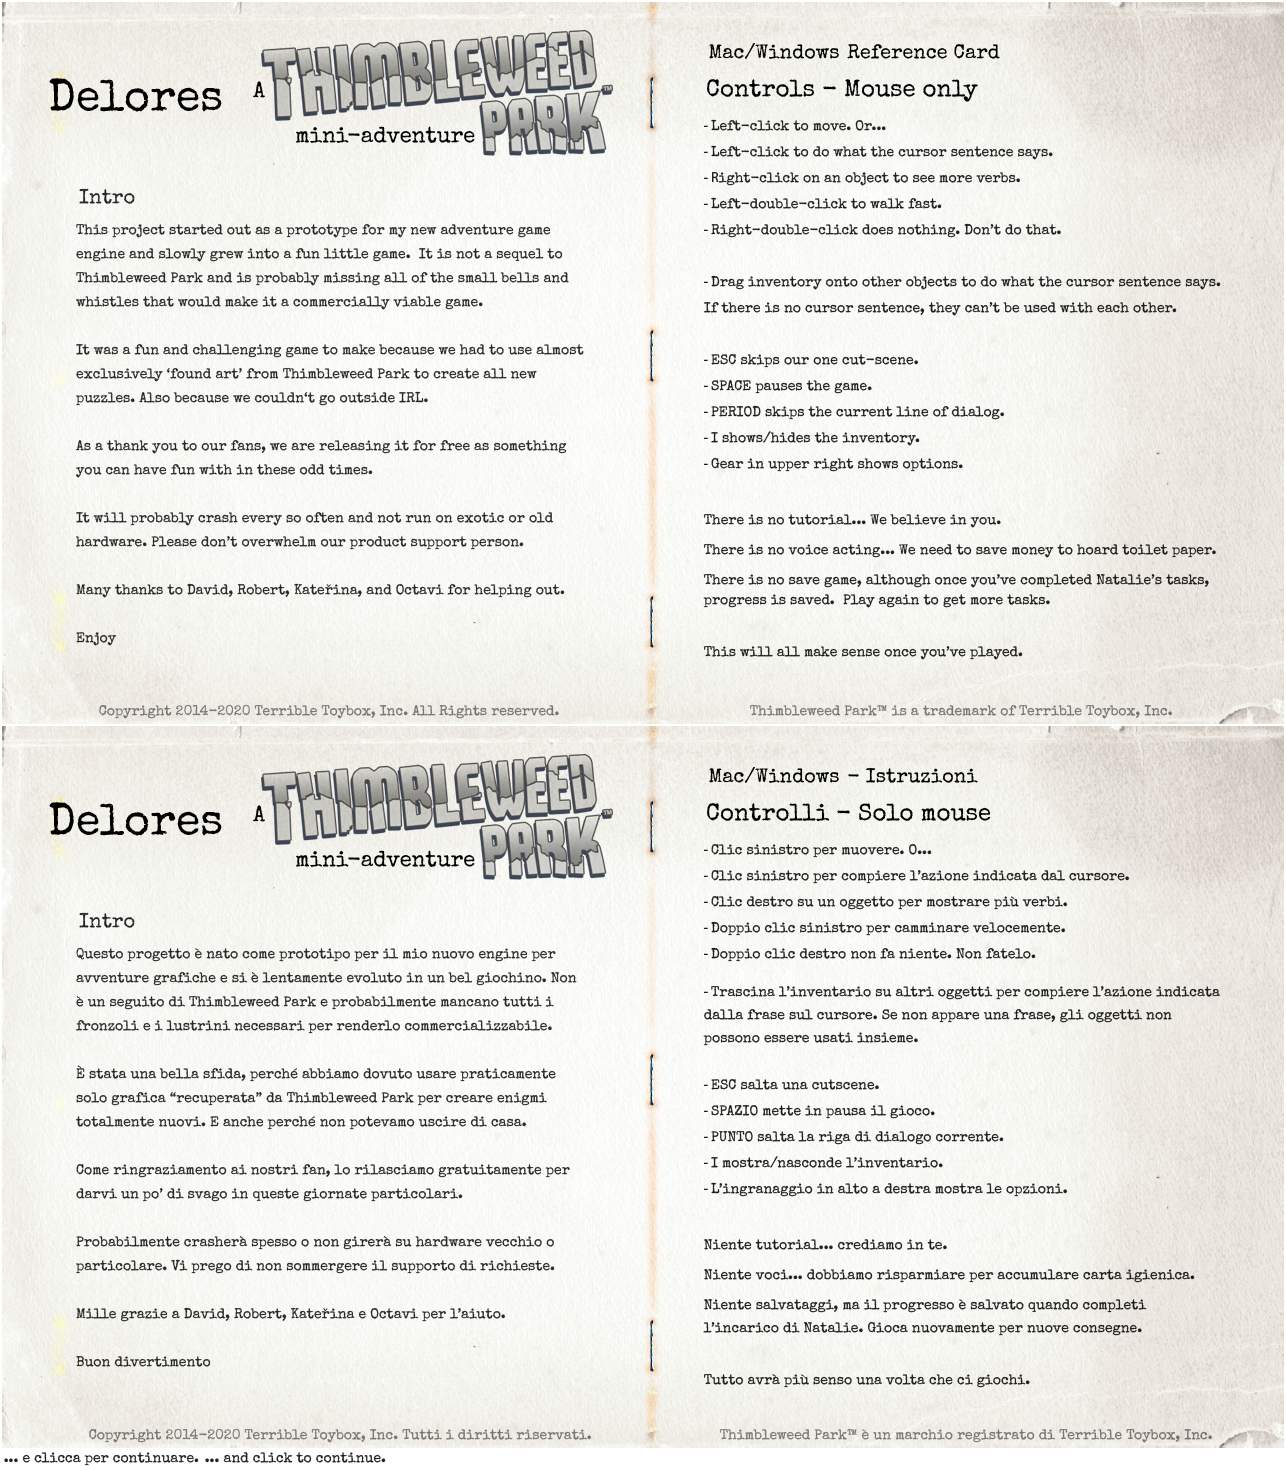 Delores
A THIMBLEWEED PARK™
mini-adventure
Intro
This project started out as a prototype for my new adventure game
engine and slowly grew into a fun little game.  It is not a sequel to
Thimbleweed Park and is probably missing all of the small bells and
whistles that would make it a commercially viable game.
It was a fun and challenging game to make because we had to use almost
exclusively ‘found art’ from Thimbleweed Park to create all new
puzzles. Also because we couldn‘t go outside IRL.
As a thank you to our fans, we are releasing it for free as something
you can have fun with in these odd times.
It will probably crash every so often and not run on exotic or old
hardware. Please don’t overwhelm our product support person.
Many thanks to David, Robert, Kateřina, and Octavi for helping out.
Enjoy
Copyright 2014-2020 Terrible Toybox, Inc. All Rights reserved.
Mac/Windows Reference Card
Controls - Mouse only
- Left-click to move. Or...
- Left-click to do what the cursor sentence says.
- Right-click on an object to see more verbs.
- Left-double-click to walk fast.
- Right-double-click does nothing. Don’t do that.
- Drag inventory onto other objects to do what the cursor sentence says.
If there is no cursor sentence, they can’t be used with each other.
- ESC skips our one cut-scene.
- SPACE pauses the game.
- PERIOD skips the current line of dialog.
- I shows/hides the inventory.
- Gear in upper right shows options.
There is no tutorial... We believe in you.
There is no voice acting... We need to save money to hoard toilet paper.
There is no save game, although once you’ve completed Natalie’s tasks,
progress is saved.  Play again to get more tasks.
This will all make sense once you’ve played.
Thimbleweed Park™ is a trademark of Terrible Toybox, Inc.
Delores
A THIMBLEWEED PARK™
mini-adventure
Intro
Questo progetto è nato come prototipo per il mio nuovo engine per
avventure grafiche e si è lentamente evoluto in un bel giochino. Non
è un seguito di Thimbleweed Park e probabilmente mancano tutti i
fronzoli e i lustrini necessari per renderlo commercializzabile.
È stata una bella sfida, perché abbiamo dovuto usare praticamente
solo grafica “recuperata” da Thimbleweed Park per creare enigmi
totalmente nuovi. E anche perché non potevamo uscire di casa.
Come ringraziamento ai nostri fan, lo rilasciamo gratuitamente per
darvi un po’ di svago in queste giornate particolari.
Probabilmente crasherà spesso o non girerà su hardware vecchio o
particolare. Vi prego di non sommergere il supporto di richieste.
Mille grazie a David, Robert, Kateřina e Octavi per l’aiuto.
Buon divertimento
Copyright 2014-2020 Terrible Toybox, Inc. Tutti i diritti riservati.
Mac/Windows - Istruzioni
Controlli - Solo mouse
- Clic sinistro per muovere. O...
- Clic sinistro per compiere l’azione indicata dal cursore.
- Clic destro su un oggetto per mostrare più verbi.
- Doppio clic sinistro per camminare velocemente.
- Doppio clic destro non fa niente. Non fatelo.
- Trascina l’inventario su altri oggetti per compiere l’azione indicata
dalla frase sul cursore. Se non appare una frase, gli oggetti non
possono essere usati insieme.
- ESC salta una cutscene.
- SPAZIO mette in pausa il gioco.
- PUNTO salta la riga di dialogo corrente.
- I mostra/nasconde l’inventario.
- L’ingranaggio in alto a destra mostra le opzioni.
Niente tutorial... crediamo in te.
Niente voci... dobbiamo risparmiare per accumulare carta igienica.
Niente salvataggi, ma il progresso è salvato quando completi
l’incarico di Natalie. Gioca nuovamente per nuove consegne.
Tutto avrà più senso una volta che ci giochi.
Thimbleweed Park™ è un marchio registrato di Terrible Toybox, Inc.
... e clicca per continuare. ... and click to continue.